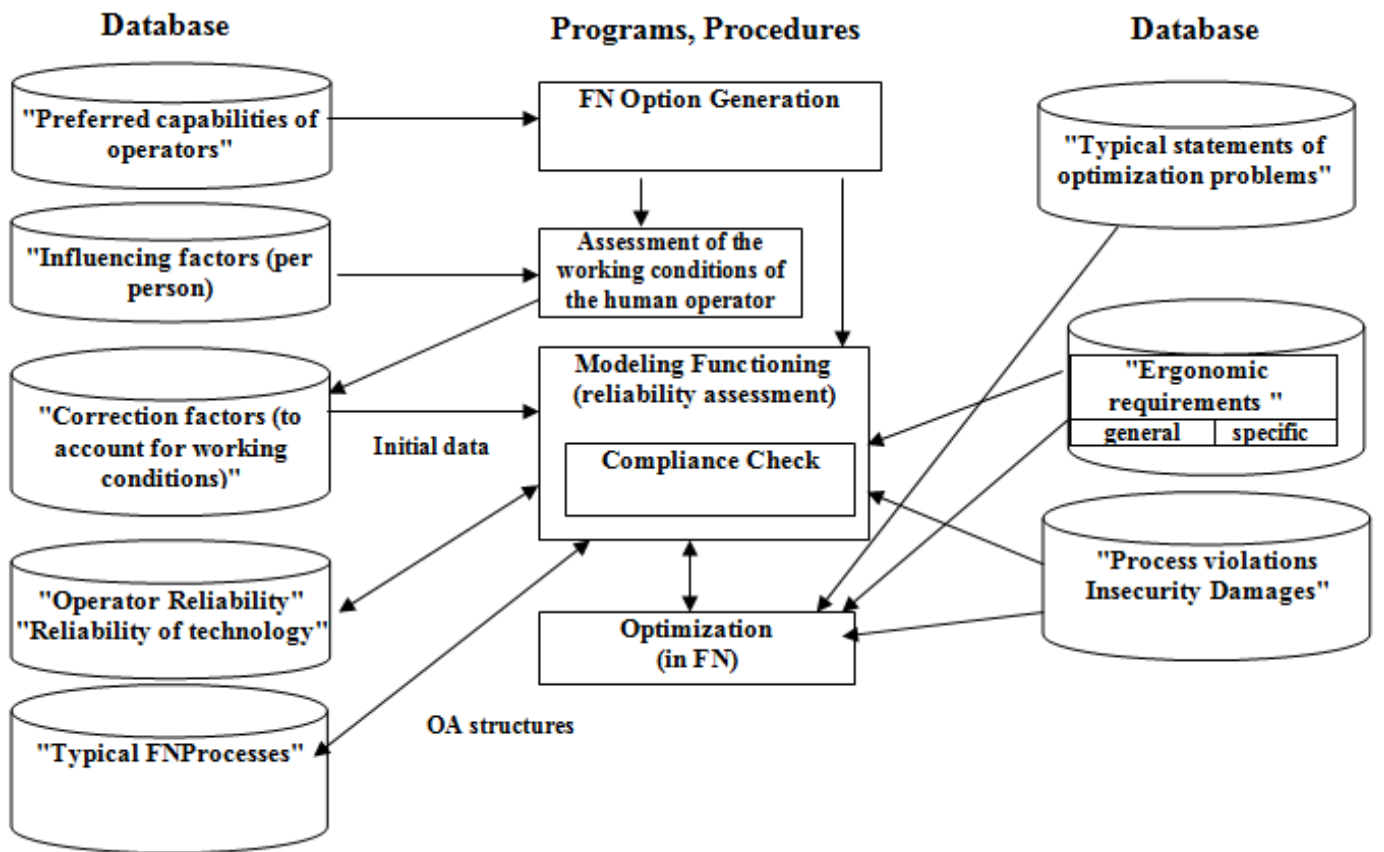 Database
"Preferred capabilities of
operators"
"Influencing factors (per
person)
"Correction factors (to
account for working
conditions)"
"Operator Reliability"
"Reliability of technology"
"Typical FNProcesses"
Programs, Procedures
FN Option Generation
Assessment of the
working conditions of
the human operator
Modeling Functioning
(reliability assessment)
Compliance Check
Initial data
Optimization
(in FN)
OA structures
Database
"Typical statements of
optimization problems"
"Ergonomic
requirements "
general specific
"Process violations
Insecurity Damages"